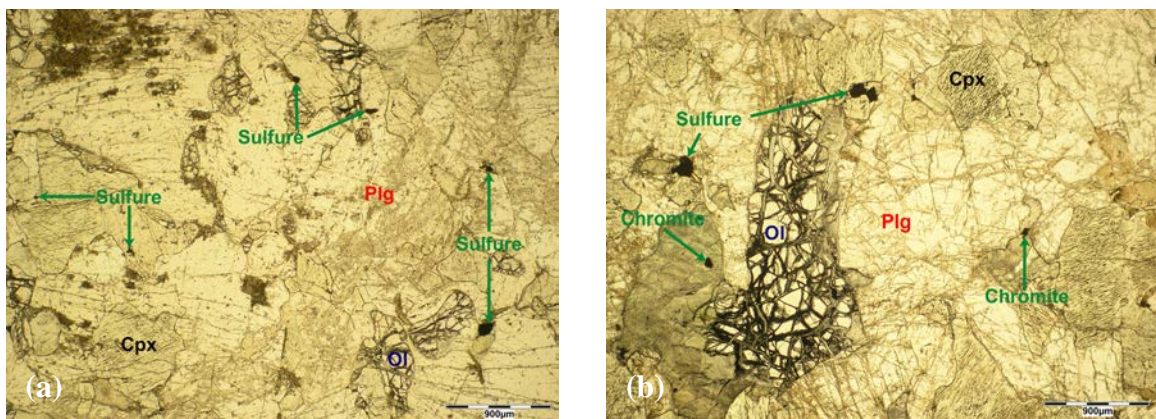 Sulfure
Plg
Sulfure
Sulfure
Cpx
Ol
(a)
900µm
Cpx
Sulfure
Chromite
Ol
Plg
Chromite
(b)
900µm